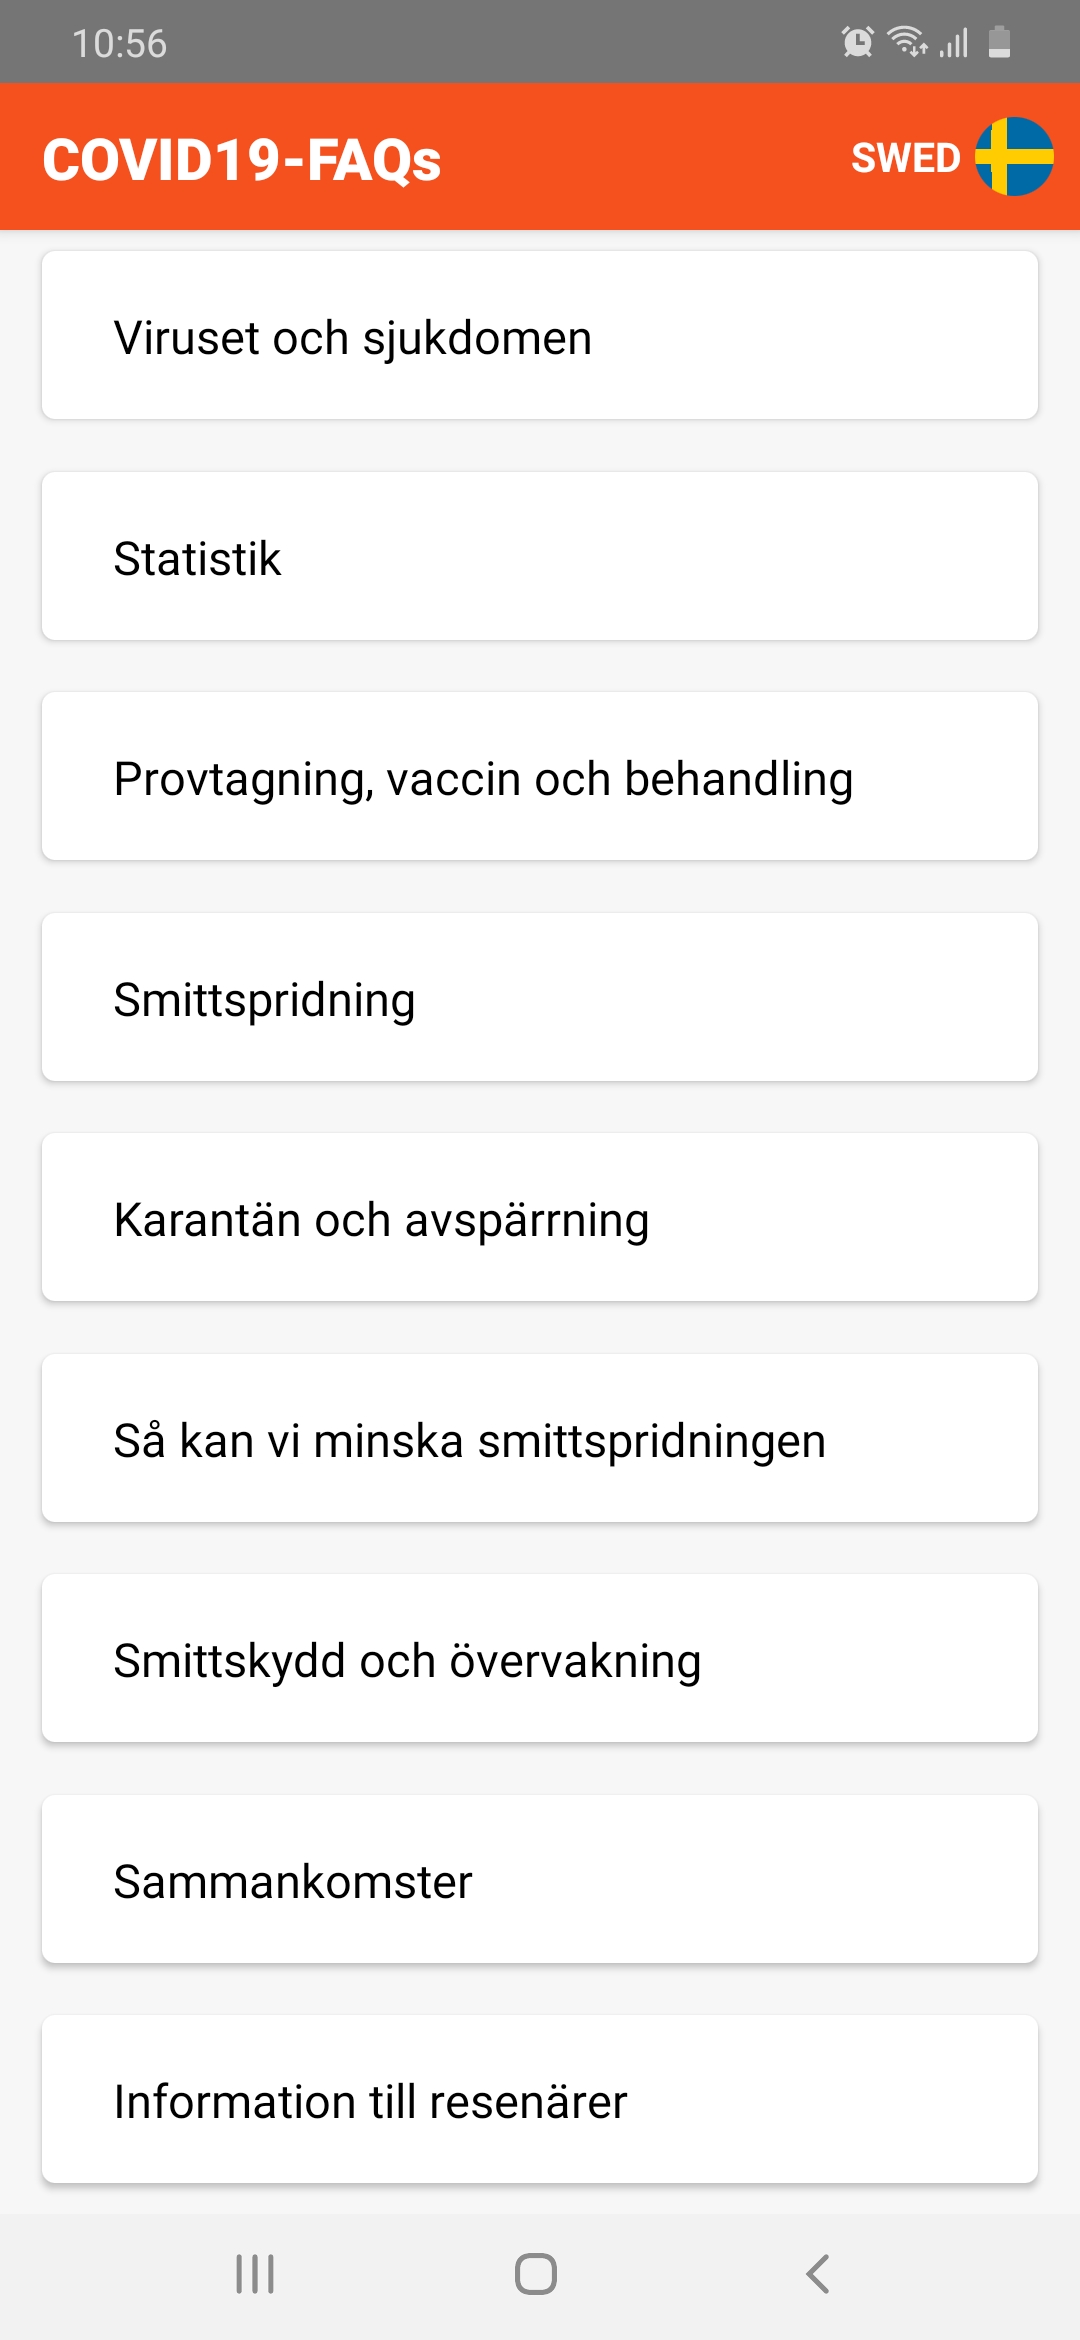 10:56
COVID19-FAQs
SWED
Viruset och sjukdomen
Statistik
Provtagning, vaccin och behandling
Smittspridning
Karantän och avspärrning
Så kan vi minska smittspridningen
Smittskydd och övervakning
Sammankomster
Information till resenärer